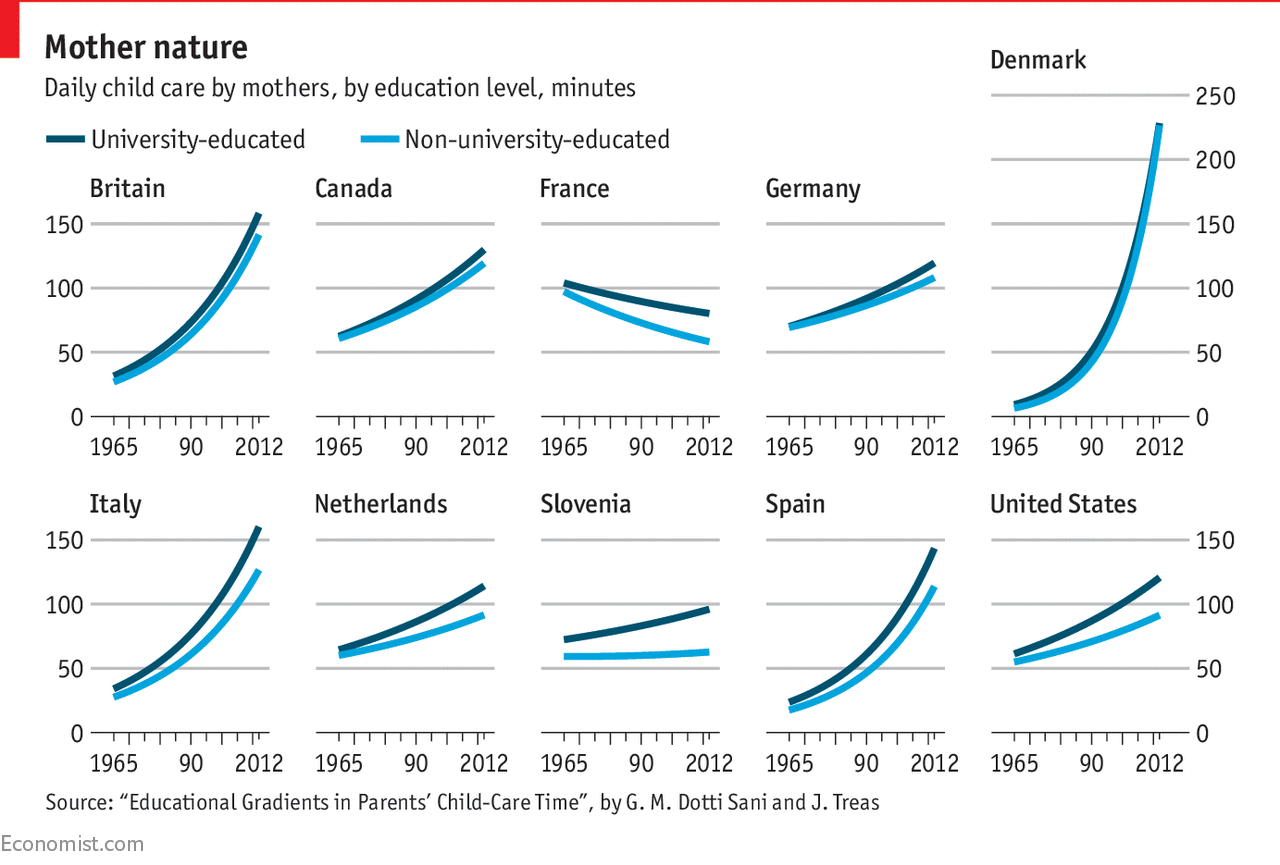 Mother nature
Daily child care by mothers, by education level, minutes
University-educated
Non-university-educated
Denmark
250
200
150
100
50
0
1965 90 2012
Britain
150
100
50
0
1965 90 2012
Canada
1965 90 2012
France
1965 90 2012
Germany
1965 90 2012
Italy
150
100
50
0
1965 90 2012
Netherlands
1965 90 2012
Slovenia
1965 90 2012
Spain
1965 90 2012
United States
150
100
50
0
1965 90 2012
Source: “Educational Gradients in Parents’ Child-Care Time”, by G. M. Dotti Sani and J. Treas
Economist.com